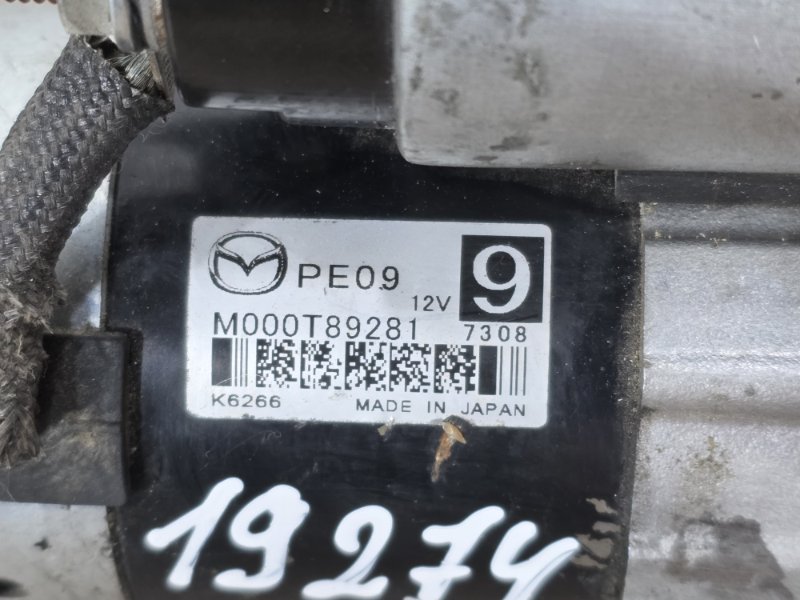 PE09 9
12V
M000T89281 7308
K6266 MADE IN JAPAN
19274